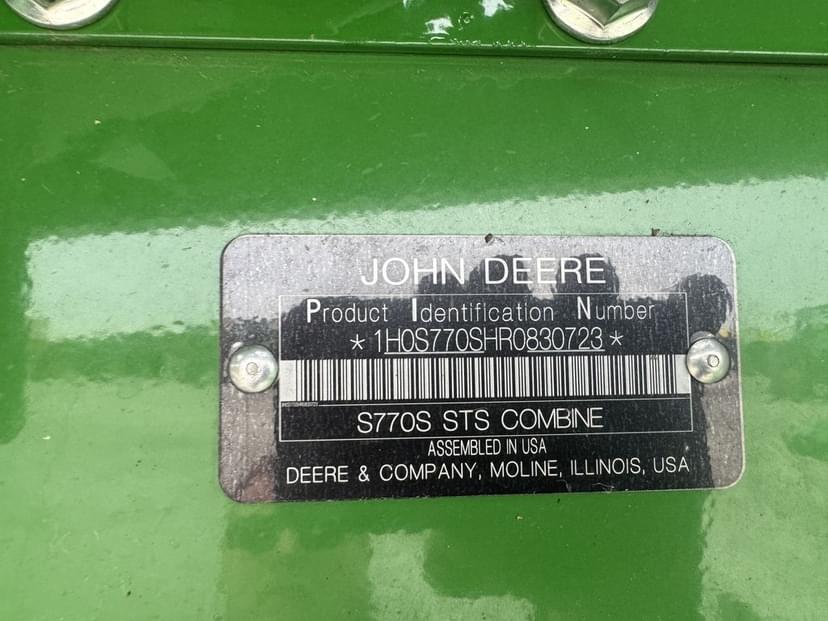 JOHN DEERE
Product Identification Number
*1H0S770SHR0830723*
S770S STS COMBINE
ASSEMBLED IN USA
DEERE & COMPANY, MOLINE, ILLINOIS, USA